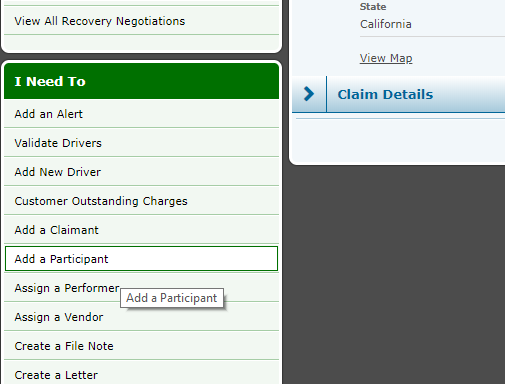 View All Recovery Negotiations
I Need To
Add an Alert
Validate Drivers
Add New Driver
Customer Outstanding Charges
Add a Claimant
Add a Participant
Assign a Performer
Add a Participant
Assign a Vendor
Create a File Note
Create a Letter
State
California
View Map
Claim Details